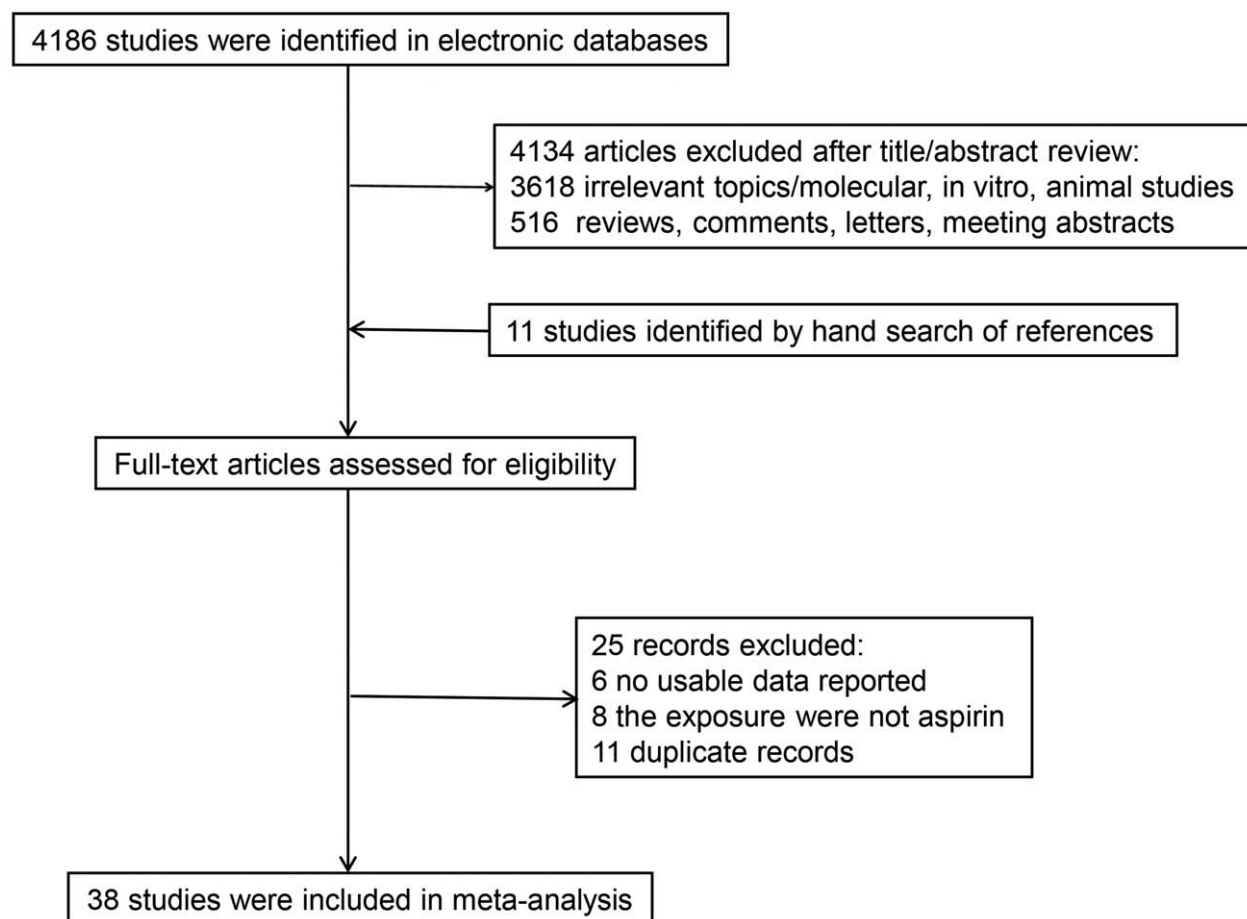 4186 studies were identified in electronic databases
4134 articles excluded after title/abstract review:
3618 irrelevant topics/molecular, in vitro, animal studies
516 reviews, comments, letters, meeting abstracts
11 studies identified by hand search of references
Full-text articles assessed for eligibility
25 records excluded:
6 no usable data reported
8 the exposure were not aspirin
11 duplicate records
38 studies were included in meta-analysis